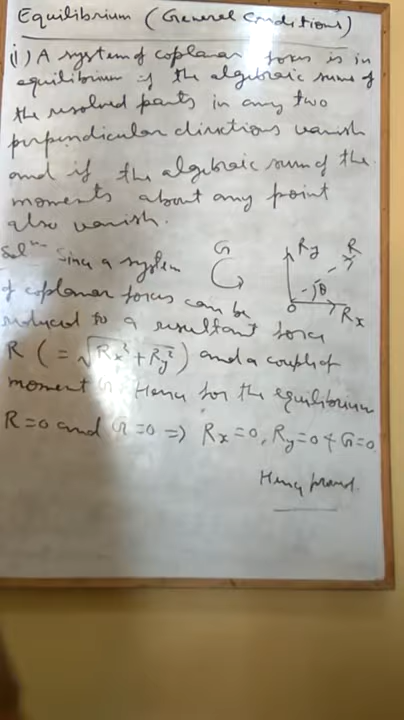 Equilibrium (General Conditions)
(i) A system of coplanar forces is in
equilibrium if the algebraic sums of
the resolved parts in any two
perpendicular directions vanish
and if the algebraic sum of the
moments about any point
also vanish.
Solⁿ Since a system
of coplanar forces can be
reduced to a resultant force
R (= √(Rx² + Ry²)) and a couple of
moment G. Hence for the equilibrium
R=0 and G=0 => Rx=0, Ry=0 & G=0
Hence proved.
G
Ry R
θ
O Rx